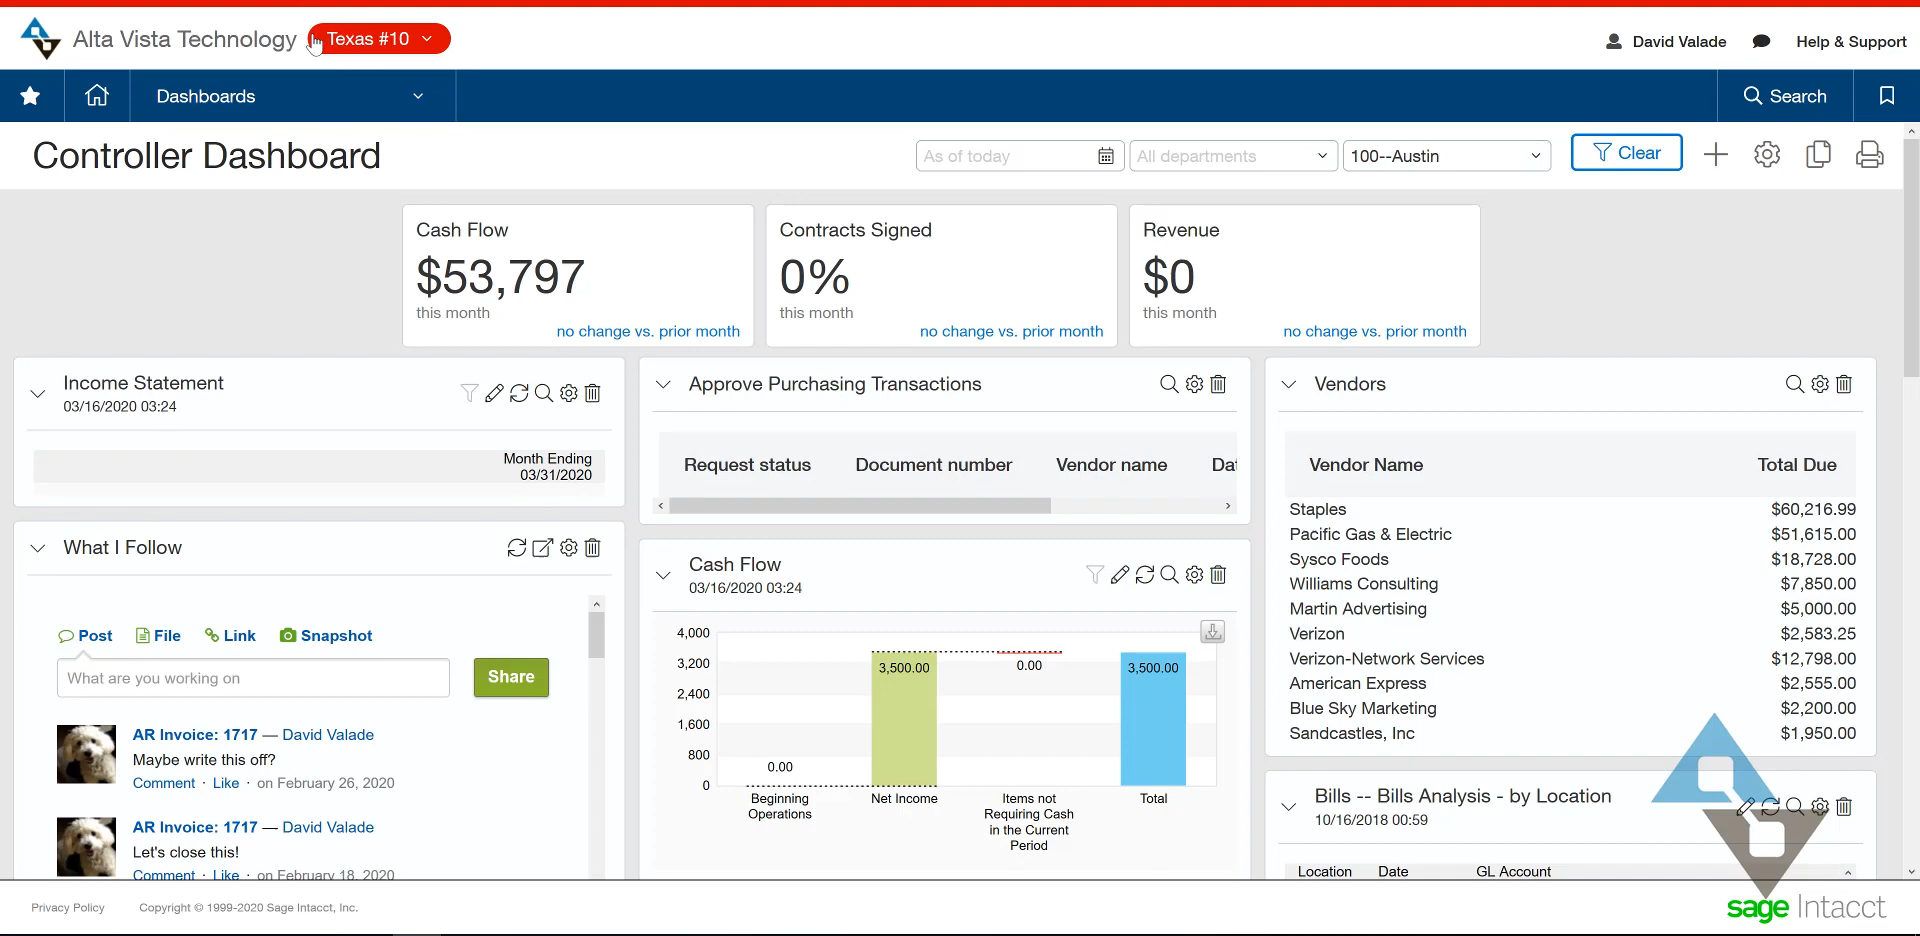 Alta Vista Technology
Texas #10
David Valade
Help & Support
Dashboards
Search
Controller Dashboard
As of today
All departments
100--Austin
Clear
Cash Flow
$53,797
this month
no change vs. prior month
Contracts Signed
0%
this month
no change vs. prior month
Revenue
$0
this month
no change vs. prior month
Income Statement
03/16/2020 03:24
Month Ending
03/31/2020
What I Follow
Post
File
Link
Snapshot
What are you working on
Share
AR Invoice: 1717 — David Valade
Maybe write this off?
Comment · Like · on February 26, 2020
AR Invoice: 1717 — David Valade
Let's close this!
Comment · Like · on February 18, 2020
Approve Purchasing Transactions
Request status Document number Vendor name Dat
Cash Flow
03/16/2020 03:24
4,000
3,200
2,400
1,600
800
0
0.00
3,500.00
0.00
3,500.00
Beginning
Operations
Net Income
Items not
Requiring Cash
in the Current
Period
Total
Vendors
Vendor Name Total Due
Staples $60,216.99
Pacific Gas & Electric $51,615.00
Sysco Foods $18,728.00
Williams Consulting $7,850.00
Martin Advertising $5,000.00
Verizon $2,583.25
Verizon-Network Services $12,798.00
American Express $2,555.00
Blue Sky Marketing $2,200.00
Sandcastles, Inc $1,950.00
Bills -- Bills Analysis - by Location
10/16/2018 00:59
Location Date GL Account
Privacy Policy
Copyright © 1999-2020 Sage Intacct, Inc.
sage Intacct